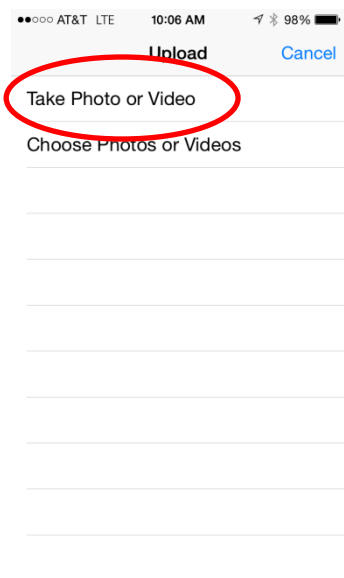 AT&T LTE 10:06 AM 98%
Upload Cancel
Take Photo or Video
Choose Photos or Videos